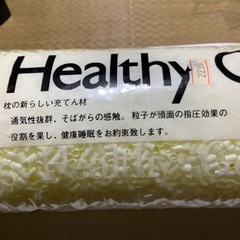 Healthy
2239
枕の新らしい充てん材
通気性抜群、そばがらの感触。粒子が頭面の指圧効果の
役割を果し、健康睡眠をお約束致します。